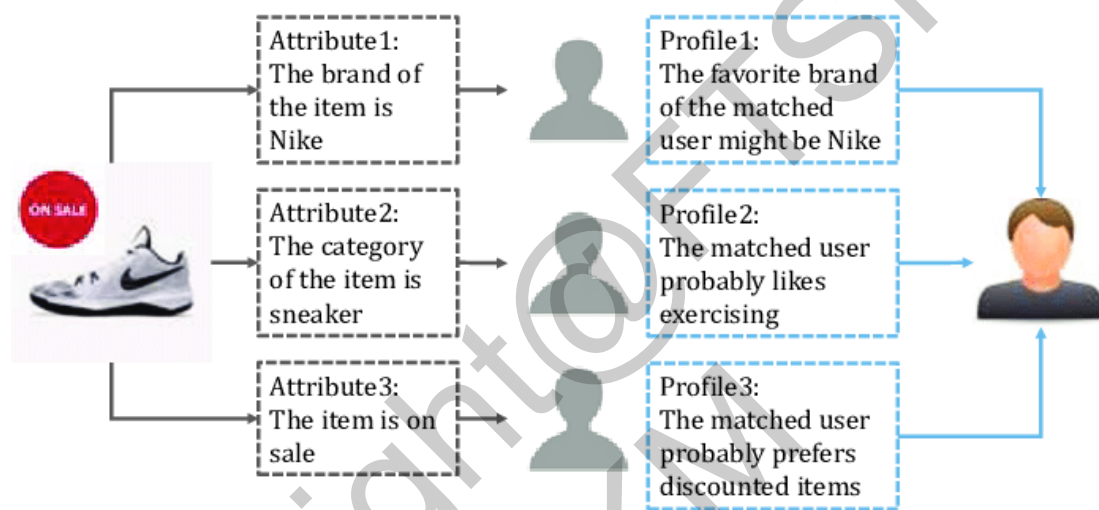 Attribute1:
The brand of
the item is
Nike
Profile1:
The favorite brand
of the matched
user might be Nike
ON SALE
Attribute2:
The category
of the item is
sneaker
Profile2:
The matched user
probably likes
exercising
Attribute3:
The item is on
sale
Profile3:
The matched user
probably prefers
discounted items